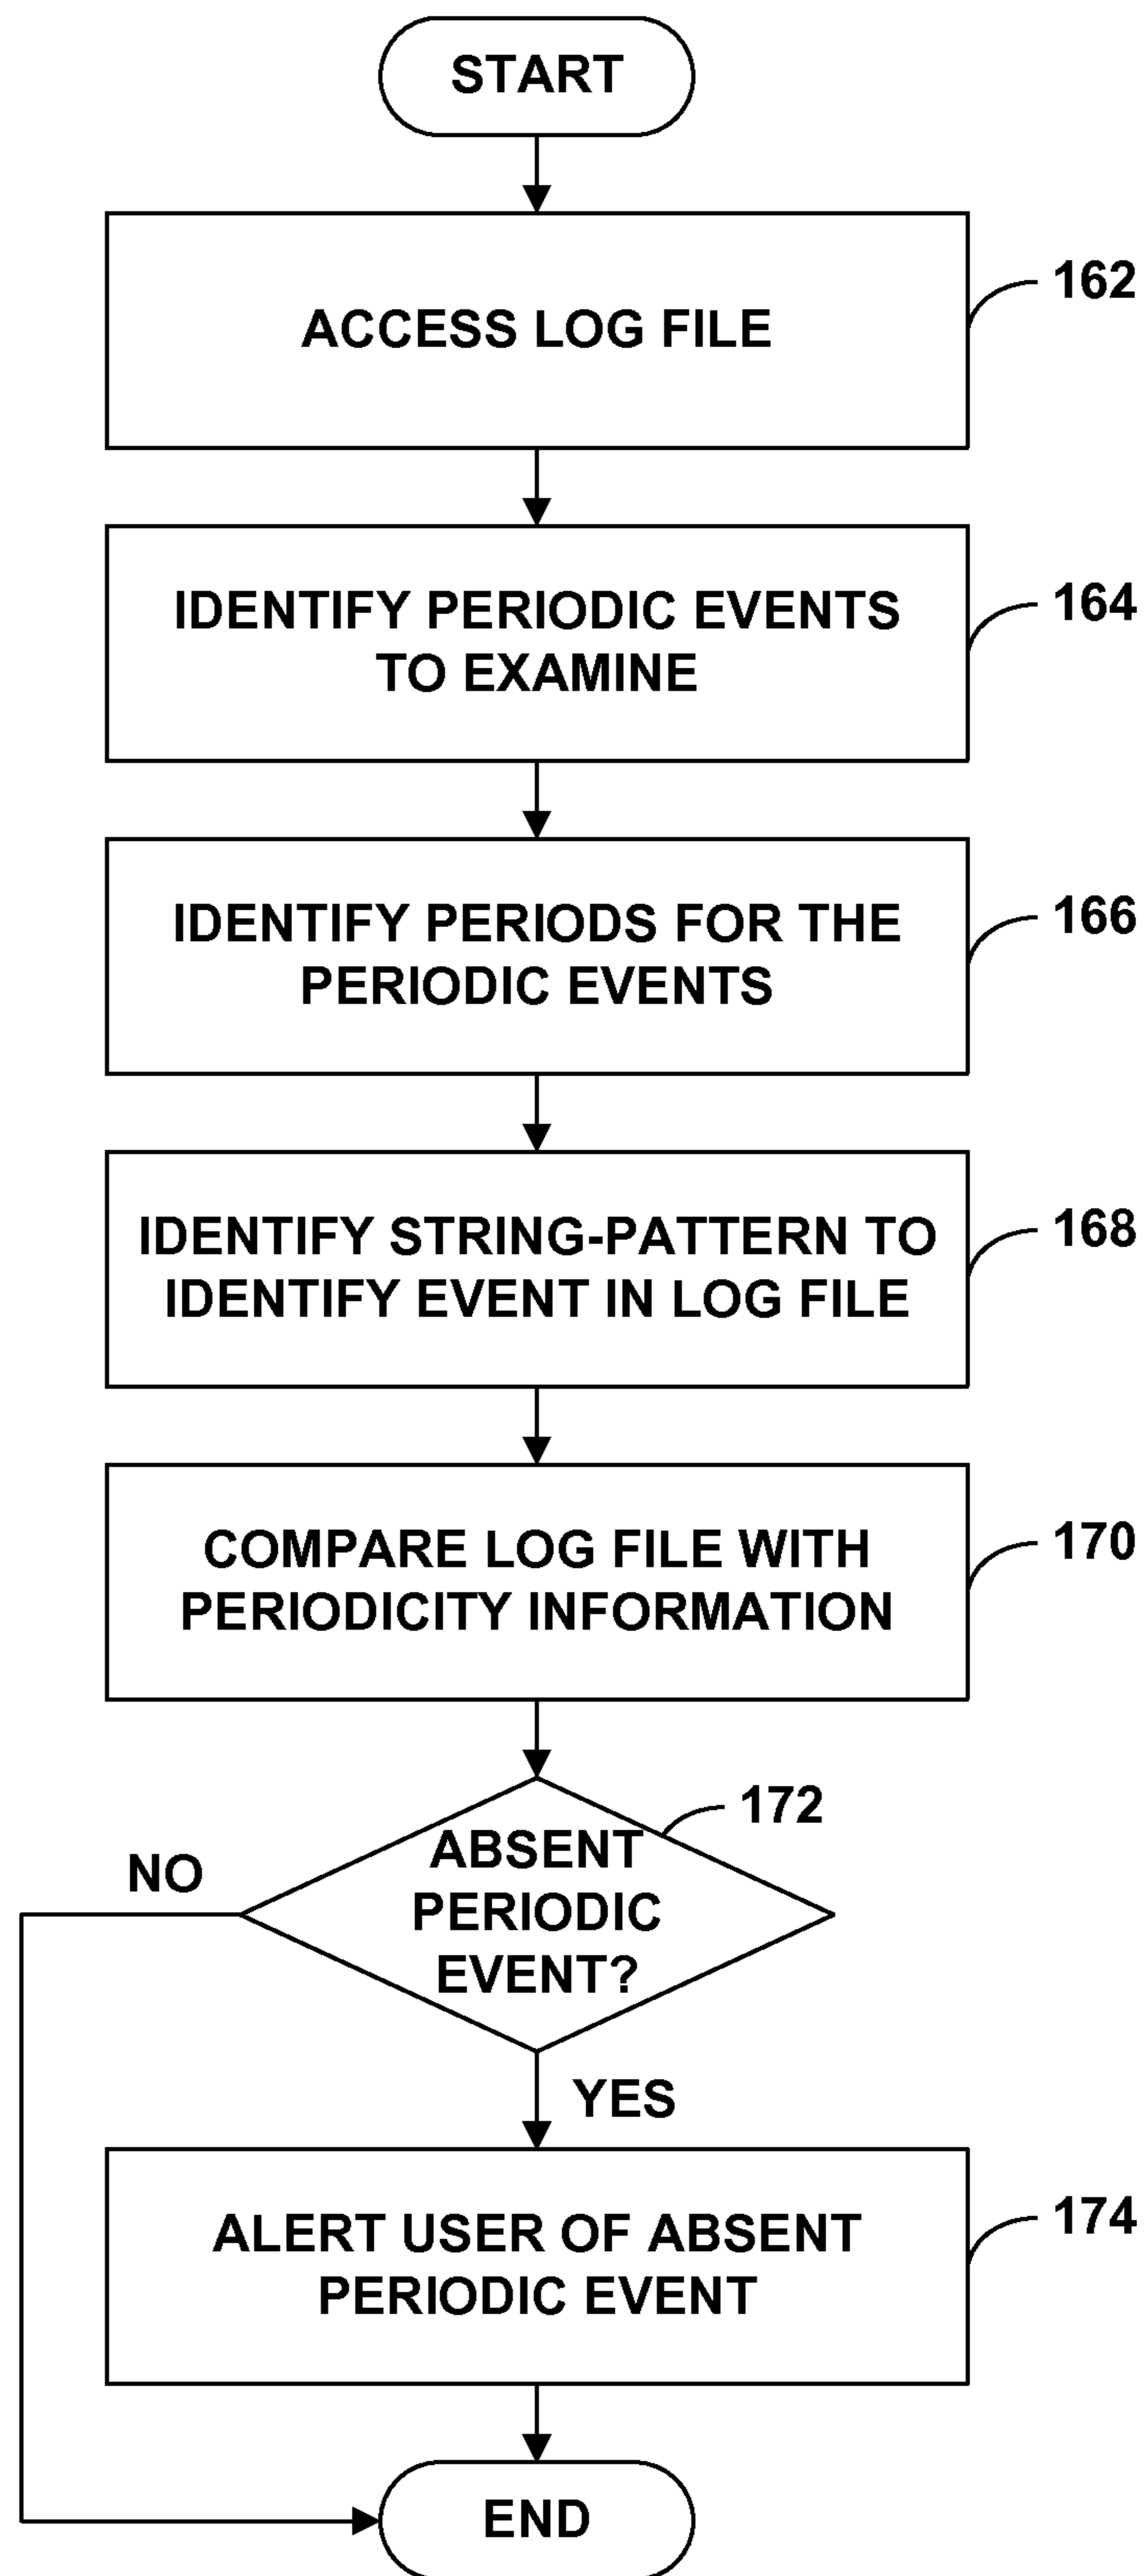 START
ACCESS LOG FILE
162
IDENTIFY PERIODIC EVENTS
TO EXAMINE
164
IDENTIFY PERIODS FOR THE
PERIODIC EVENTS
166
IDENTIFY STRING-PATTERN TO
IDENTIFY EVENT IN LOG FILE
168
COMPARE LOG FILE WITH
PERIODICITY INFORMATION
170
172
ABSENT
PERIODIC
EVENT?
NO
YES
ALERT USER OF ABSENT
PERIODIC EVENT
174
END